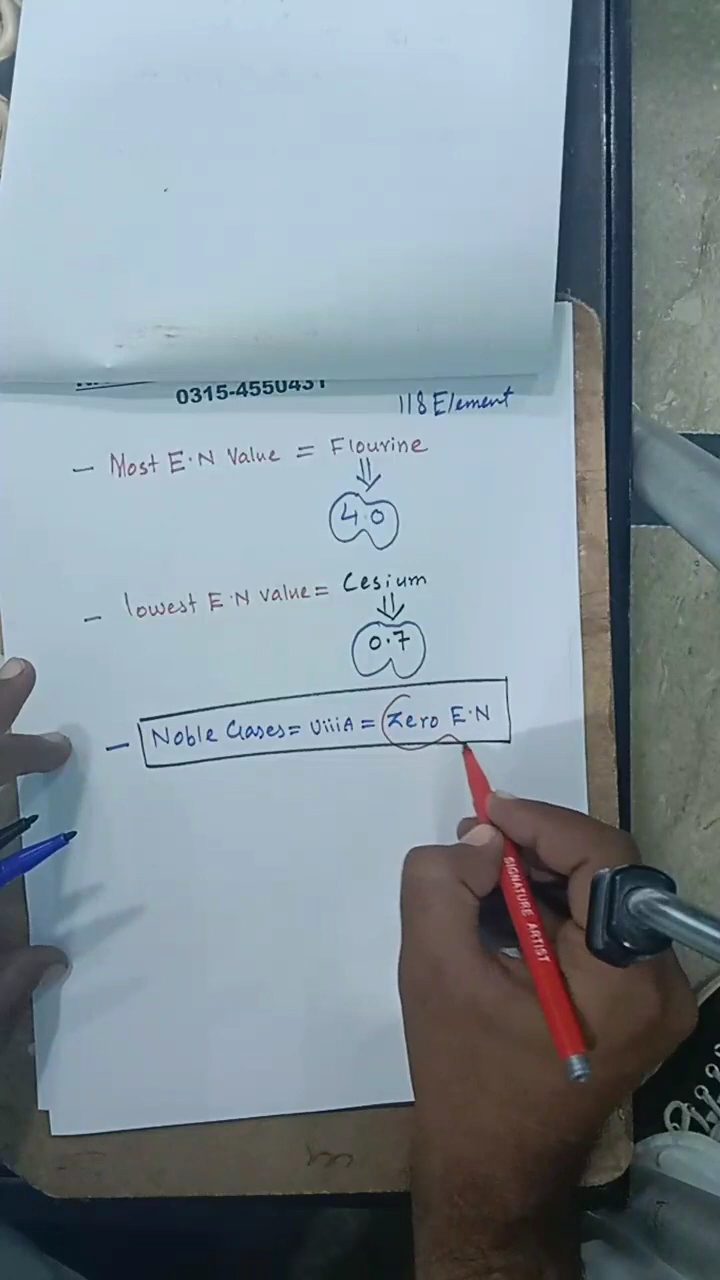 0315-4550431
118 Element
- Most E.N Value = Flourine
⇓
4.0
- lowest E.N value = Cesium
⇓
0.7
- Noble Gases = viiiA = Zero E.N
SIGNATURE ARTIST